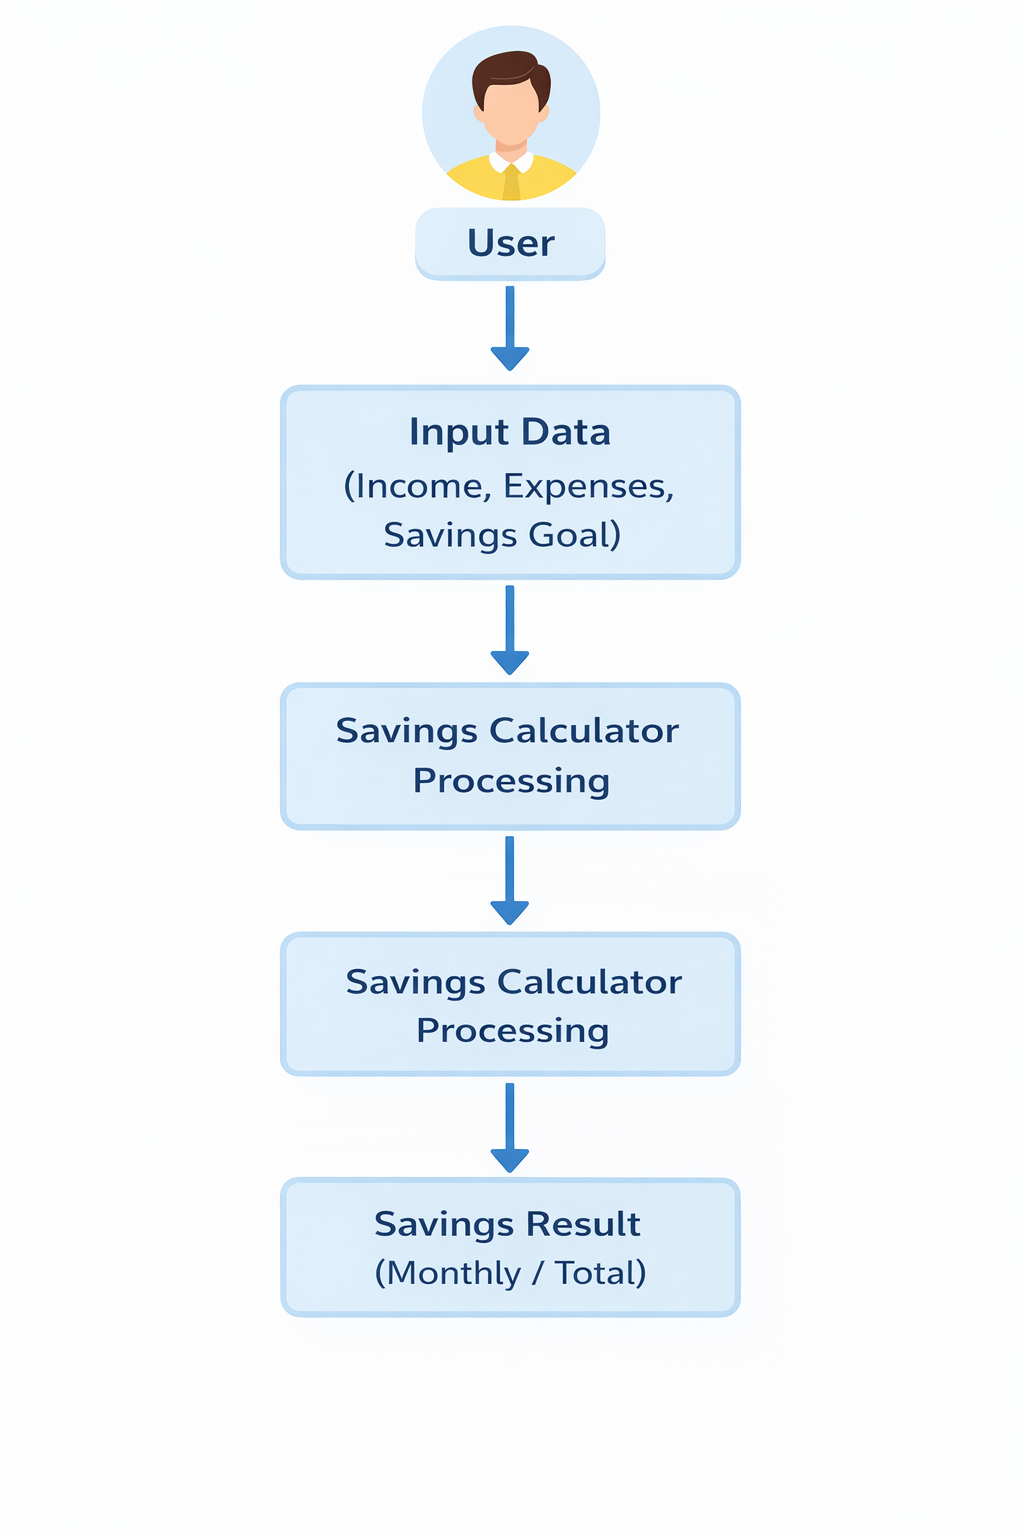 User
Input Data
(Income, Expenses,
Savings Goal)
Savings Calculator
Processing
Savings Calculator
Processing
Savings Result
(Monthly / Total)